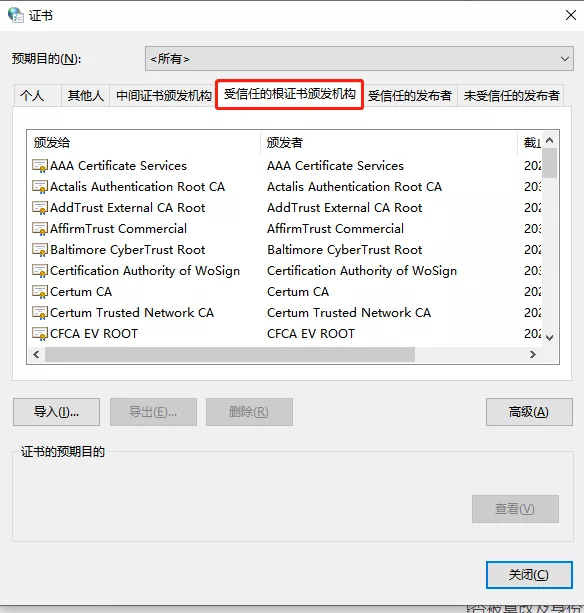 证书
预期目的(N):
<所有>
个人 其他人 中间证书颁发机构 受信任的根证书颁发机构 受信任的发布者 未受信任的发布者
颁发给 颁发者
AAA Certificate Services AAA Certificate Services 202
Actalis Authentication Root CA Actalis Authentication Root CA 203
AddTrust External CA Root AddTrust External CA Root 202
AffirmTrust Commercial AffirmTrust Commercial 203
Baltimore CyberTrust Root Baltimore CyberTrust Root 202
Certification Authority of WoSign Certification Authority of WoSign 203
Certum CA Certum CA 202
Certum Trusted Network CA Certum Trusted Network CA 202
CFCA EV ROOT CFCA EV ROOT 202
导入(I)... 导出(E)... 删除(R) 高级(A)
证书的预期目的
查看(V)
关闭(C)